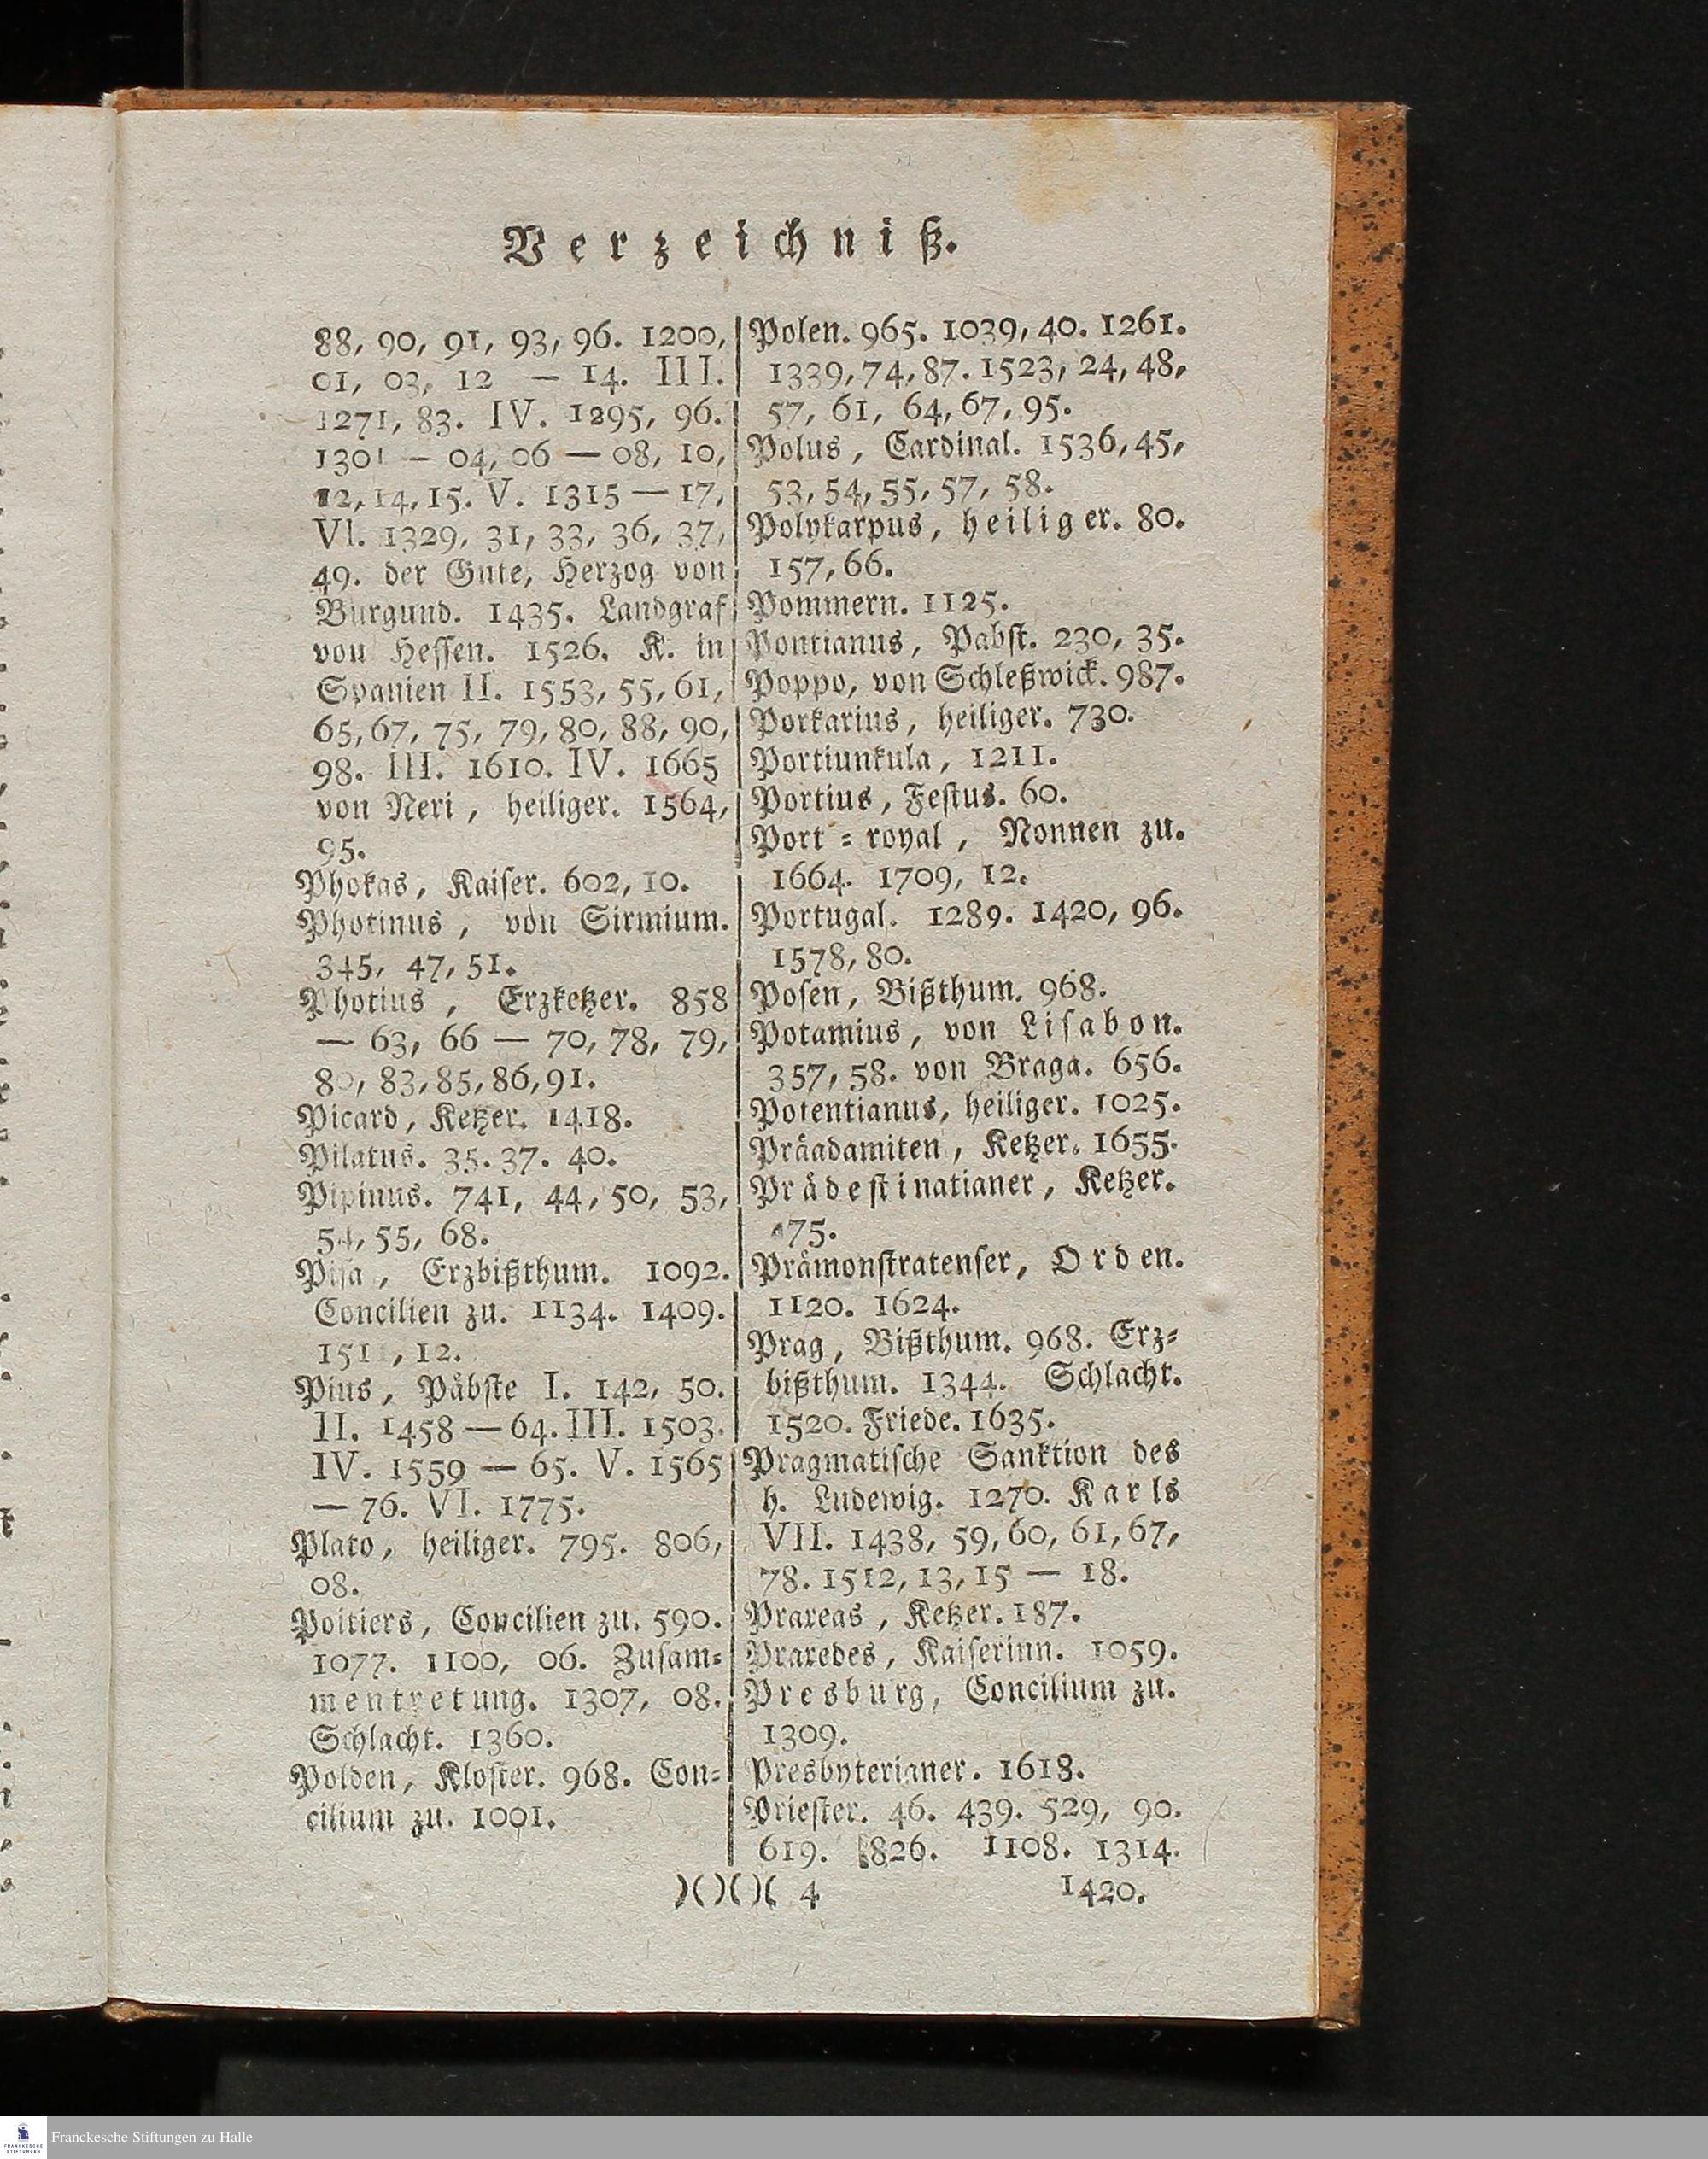 Verzeichniß.
88, 90, 91, 93, 96. 1200,
01, 03, 12 — 14. III.
1271, 83. IV. 1295, 96.
1301 — 04, 06 — 08, 10,
12, 14, 15. V. 1315 — 17,
VI. 1329, 31, 33, 36, 37,
49. der Gute, Herzog von
Burgund. 1435. Landgraf
von Hessen. 1526. K. in
Spanien II. 1553, 55, 61,
65, 67, 75, 79, 80, 88, 90,
98. III. 1610. IV. 1665
von Neri, heiliger. 1564,
95.
Phokas, Kaiser. 602, 10.
Photinus, von Sirmium.
345, 47, 51.
Photius, Erzketzer. 858
— 63, 66 — 70, 78, 79,
80, 83, 85, 86, 91.
Picard, Ketzer. 1418.
Pilatus. 35. 37. 40.
Pipinus. 741, 44, 50, 53,
54, 55, 68.
Pisa, Erzbißthum. 1092.
Concilien zu. 1134. 1409.
1511, 12.
Pius, Päbste I. 142, 50.
II. 1458 — 64. III. 1503.
IV. 1559 — 65. V. 1565
— 76. VI. 1775.
Plato, heiliger. 795. 806,
08.
Poitiers, Concilien zu. 590.
1077. 1100, 06. Zusam-
mentretung. 1307, 08.
Schlacht. 1360.
Polden, Kloster. 968. Con-
cilium zu. 1001.
Polen. 965. 1039, 40. 1261.
1339, 74, 87. 1523, 24, 48,
57, 61, 64, 67, 95.
Polus, Cardinal. 1536, 45,
53, 54, 55, 57, 58.
Polykarpus, heiliger. 80.
157, 66.
Pommern. 1125.
Pontianus, Pabst. 230, 35.
Poppo, von Schleßwick. 987.
Porkarius, heiliger. 730.
Portiunkula, 1211.
Portius, Festus. 60.
Port-royal, Nonnen zu.
1664. 1709, 12.
Portugal. 1289. 1420, 96.
1578, 80.
Posen, Bißthum. 968.
Potamius, von Lisabon.
357, 58. von Braga. 656.
Potentianus, heiliger. 1025.
Präadamiten, Ketzer. 1655.
Prädestinatianer, Ketzer.
475.
Prämonstratenser, Orden.
1120. 1624.
Prag, Bißthum. 968. Erz-
bißthum. 1344. Schlacht.
1520. Friede. 1635.
Pragmatische Sanktion des
h. Ludewig. 1270. Karls
VII. 1438, 59, 60, 61, 67,
78. 1512, 13, 15 — 18.
Praxeas, Ketzer. 187.
Praxedes, Kaiserinn. 1059.
Presburg, Concilium zu.
1309.
Presbyterianer. 1618.
Priester. 46. 439. 529, 90.
619. 826. 1108. 1314.
)()()( 4 1420.
Franckesche Stiftungen zu Halle